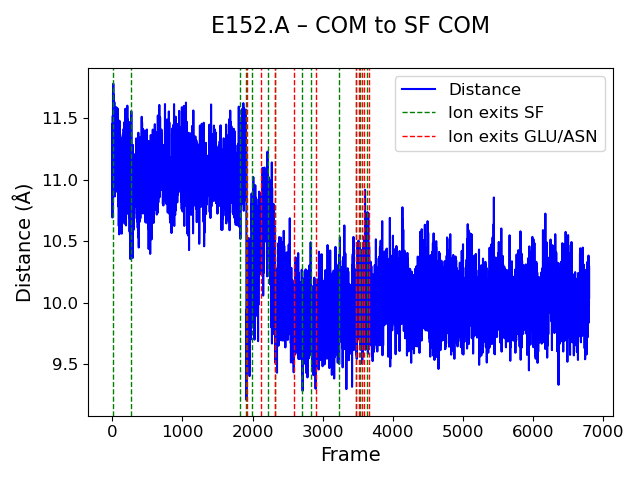 E152.A – COM to SF COM
Distance
Ion exits SF
Ion exits GLU/ASN
Distance (Å)
11.5
11.0
10.5
10.0
9.5
0 1000 2000 3000 4000 5000 6000 7000
Frame